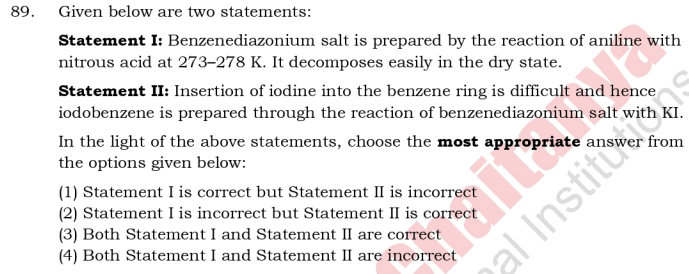 89. Given below are two statements:
Statement I: Benzenediazonium salt is prepared by the reaction of aniline with
nitrous acid at 273–278 K. It decomposes easily in the dry state.
Statement II: Insertion of iodine into the benzene ring is difficult and hence
iodobenzene is prepared through the reaction of benzenediazonium salt with KI.
In the light of the above statements, choose the most appropriate answer from
the options given below:
(1) Statement I is correct but Statement II is incorrect
(2) Statement I is incorrect but Statement II is correct
(3) Both Statement I and Statement II are correct
(4) Both Statement I and Statement II are incorrect
haitanya
al Institutions